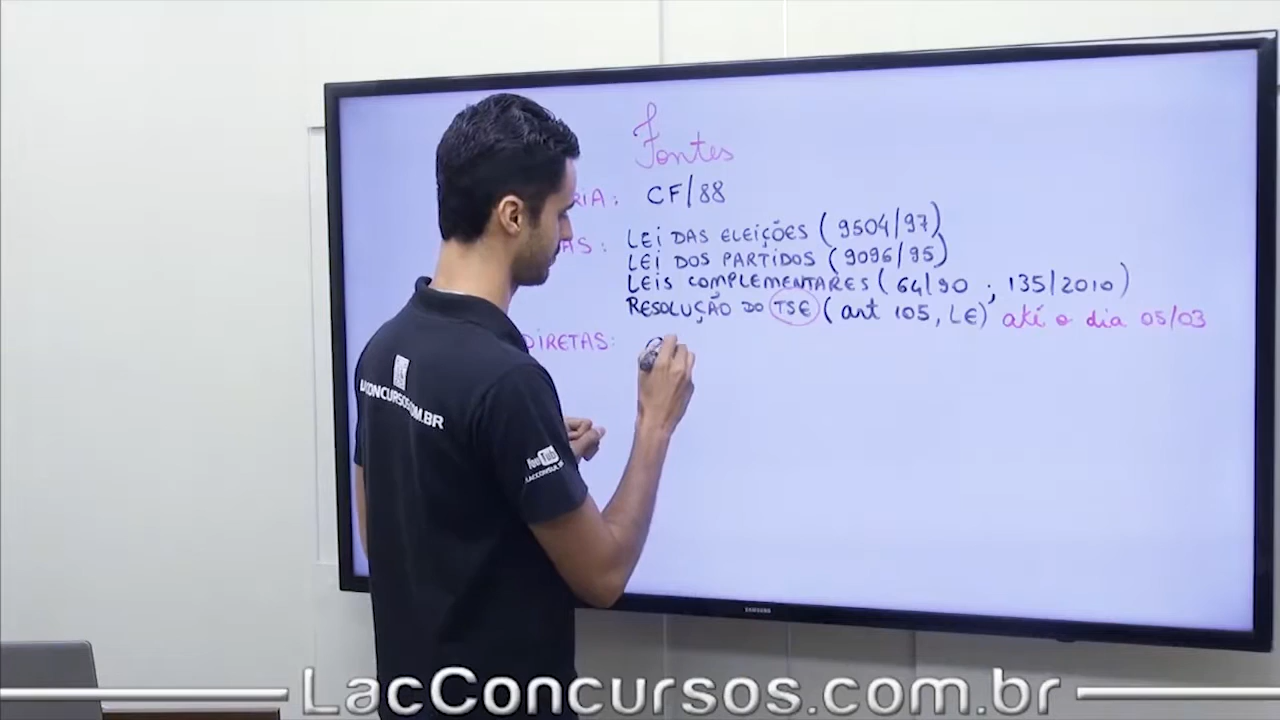 Fontes
RIA: CF/88
AS: LEI DAS ELEIÇÕES (9504/97)
LEI DOS PARTIDOS (9096/95)
LEIS COMPLEMENTARES (64/90 ; 135/2010)
RESOLUÇÃO DO TSE (art 105, LE) até o dia 05/03
DIRETAS:
LACCONCURSOS.COM.BR
YouTube
SAMSUNG
LacConcursos.com.br